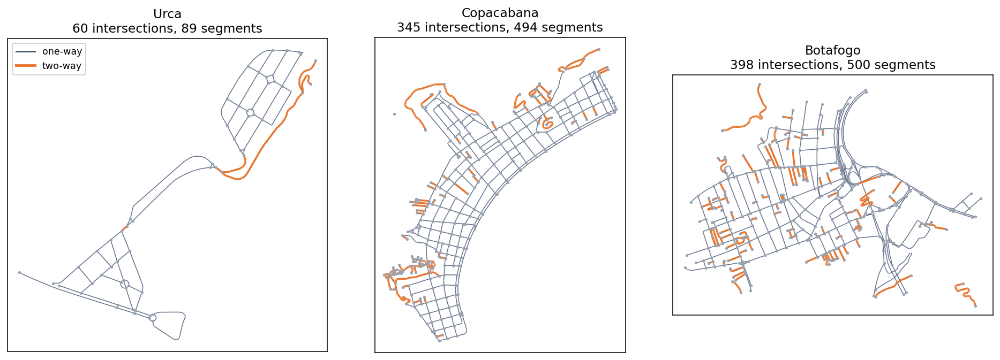 Urca
60 intersections, 89 segments
one-way
two-way
Copacabana
345 intersections, 494 segments
Botafogo
398 intersections, 500 segments